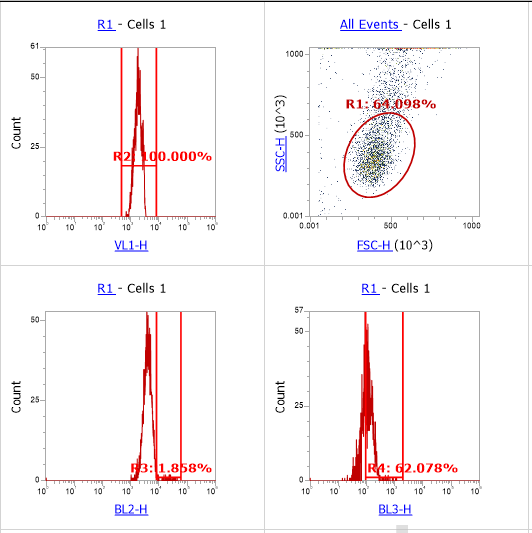 R1 - Cells 1
61
50
25
0
Count
R2: 100.000%
VL1-H
All Events - Cells 1
1000
500
0.001
SSC-H (10^3)
R1: 64.098%
0.001 500 1000
FSC-H (10^3)
R1 - Cells 1
50
25
0
Count
R3: 1.858%
BL2-H
R1 - Cells 1
57
50
25
0
Count
R4: 62.078%
BL3-H